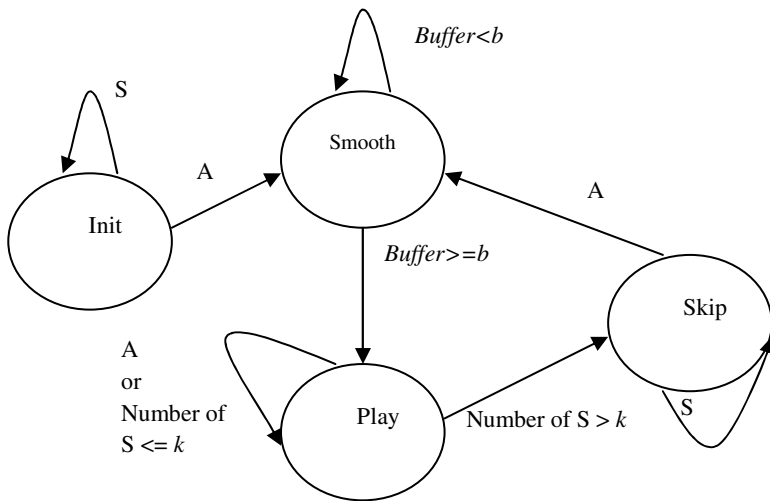 Buffer<b
S
Smooth
A
A
Init
Buffer>=b
Skip
A
or
Number of
S <= k
Play
Number of S > k
S